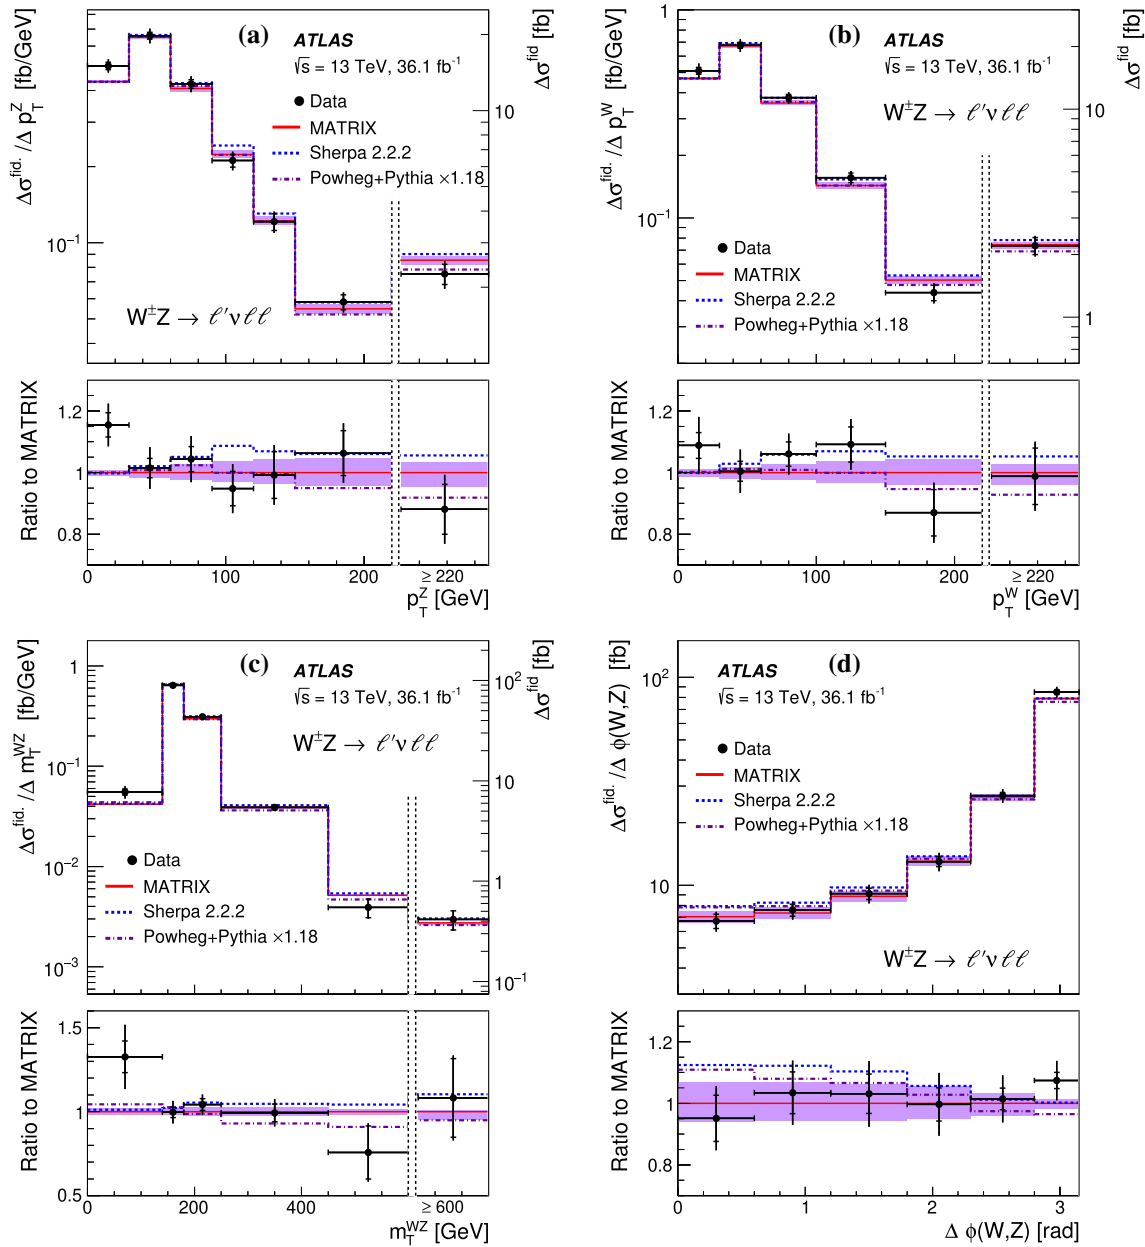 (a)
ATLAS
√s = 13 TeV, 36.1 fb⁻¹
Data
MATRIX
Sherpa 2.2.2
Powheg+Pythia ×1.18
W±Z → ℓ′ν ℓℓ
Δσ^fid. / Δ p_T^Z [fb/GeV]
Δσ^fid [fb]
10⁻¹
10
Ratio to MATRIX
1.2
1
0.8
0 100 200 ≥ 220
p_T^Z [GeV]
(b)
ATLAS
√s = 13 TeV, 36.1 fb⁻¹
W±Z → ℓ′ν ℓℓ
Data
MATRIX
Sherpa 2.2.2
Powheg+Pythia ×1.18
Δσ^fid. / Δ p_T^W [fb/GeV]
Δσ^fid [fb]
1
1
10⁻¹
10
1
Ratio to MATRIX
1.2
1
0.8
0 100 200 ≥ 220
p_T^W [GeV]
(c)
ATLAS
√s = 13 TeV, 36.1 fb⁻¹
W±Z → ℓ′ν ℓℓ
Data
MATRIX
Sherpa 2.2.2
Powheg+Pythia ×1.18
Δσ^fid. / Δ m_T^WZ [fb/GeV]
Δσ^fid [fb]
1
10⁻¹
10⁻²
10⁻³
10²
10
1
10⁻¹
Ratio to MATRIX
1.5
1
0.5
0 200 400 ≥ 600
m_T^WZ [GeV]
(d)
ATLAS
√s = 13 TeV, 36.1 fb⁻¹
Data
MATRIX
Sherpa 2.2.2
Powheg+Pythia ×1.18
W±Z → ℓ′ν ℓℓ
Δσ^fid. / Δ φ(W,Z) [fb]
10²
10
Ratio to MATRIX
1.2
1
0.8
0 1 2 3
Δ φ(W,Z) [rad]